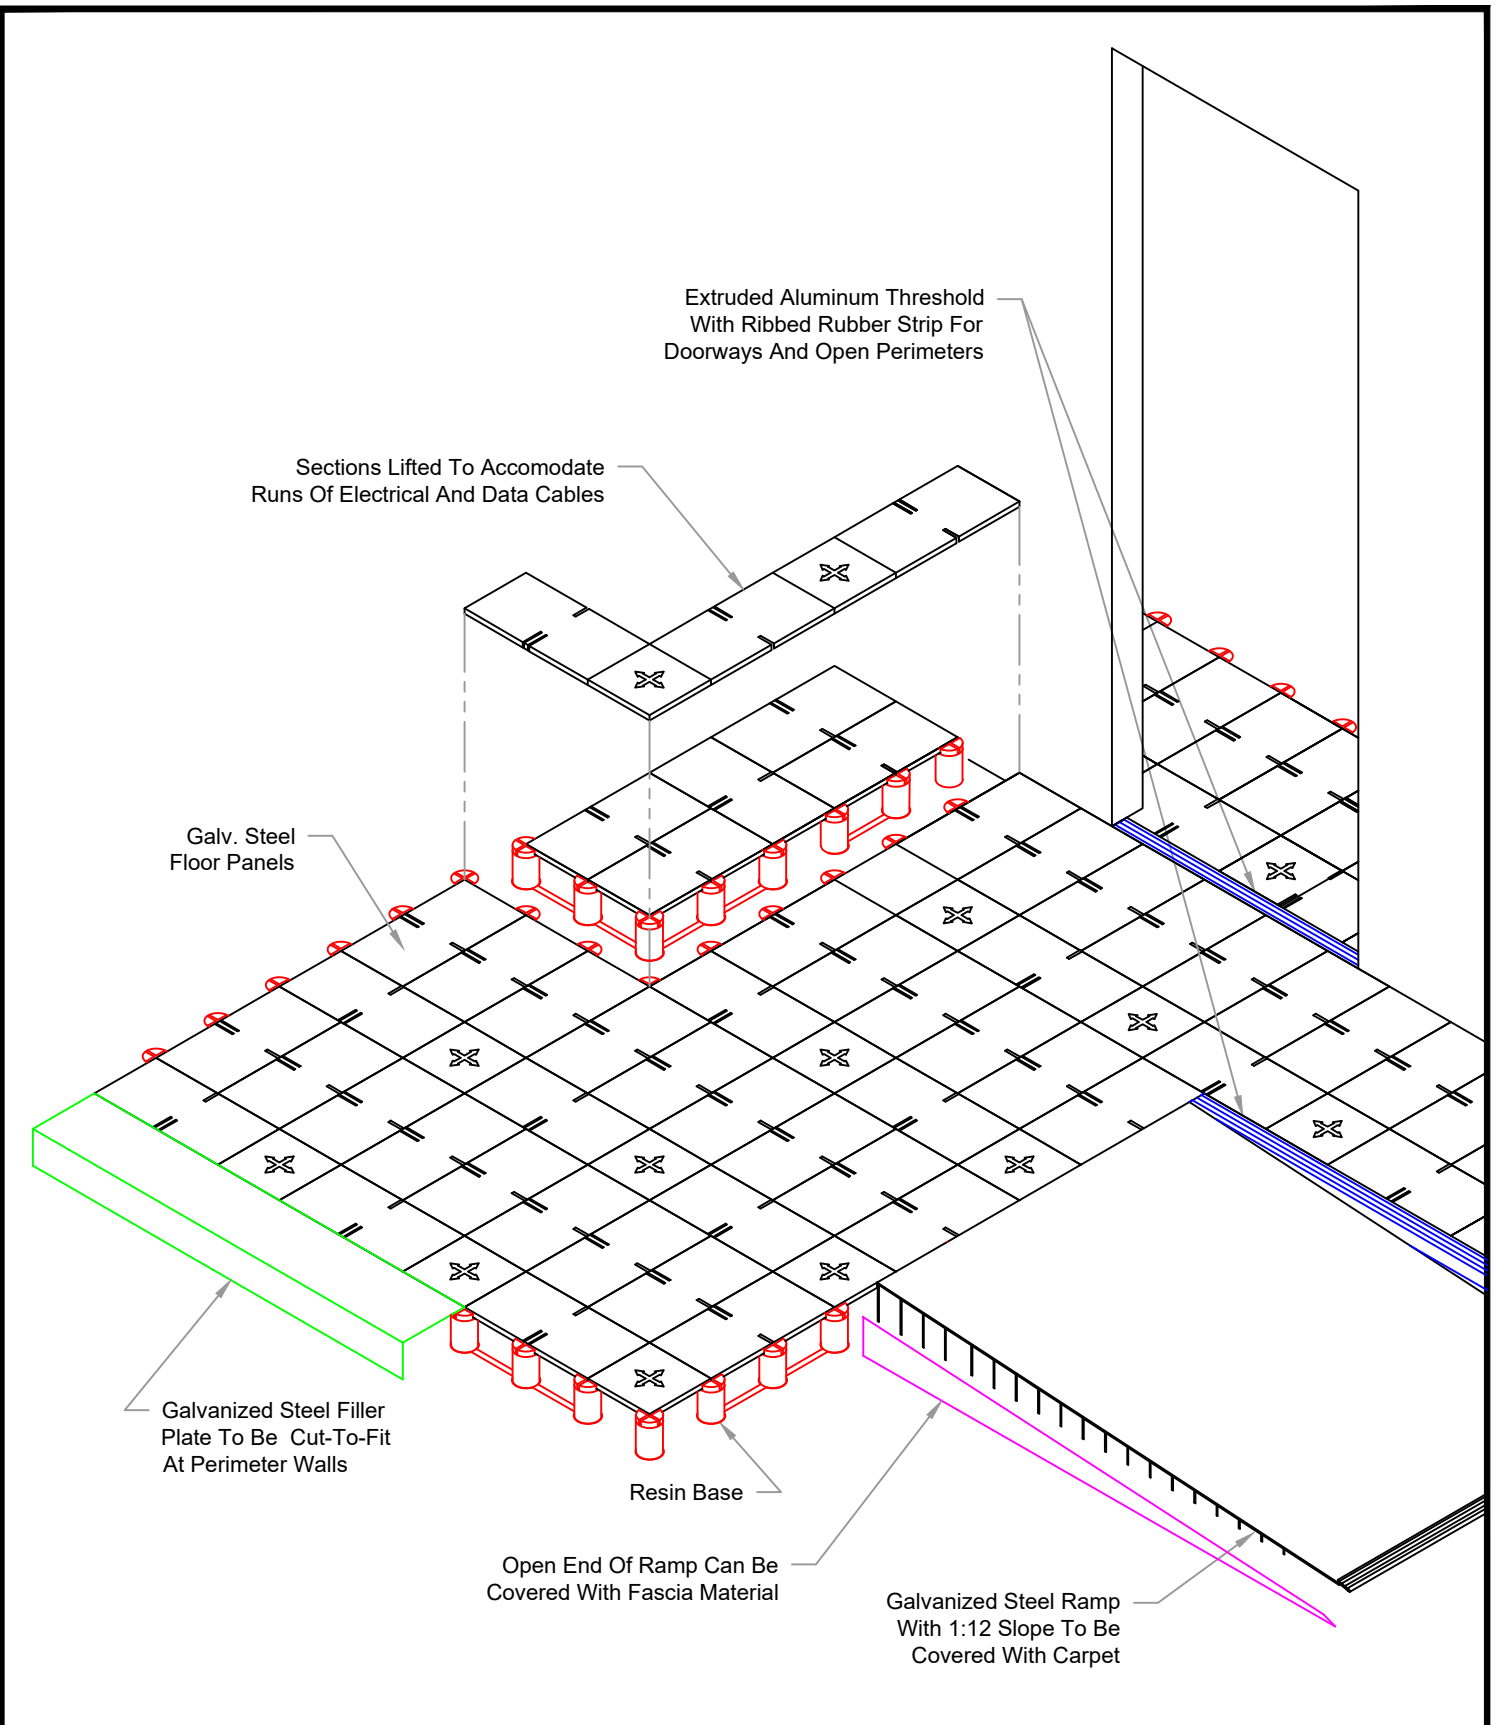 Extruded Aluminum Threshold
With Ribbed Rubber Strip For
Doorways And Open Perimeters
Sections Lifted To Accomodate
Runs Of Electrical And Data Cables
Galv. Steel
Floor Panels
Galvanized Steel Filler
Plate To Be  Cut-To-Fit
At Perimeter Walls
Resin Base
Open End Of Ramp Can Be
Covered With Fascia Material
Galvanized Steel Ramp
With 1:12 Slope To Be
Covered With Carpet